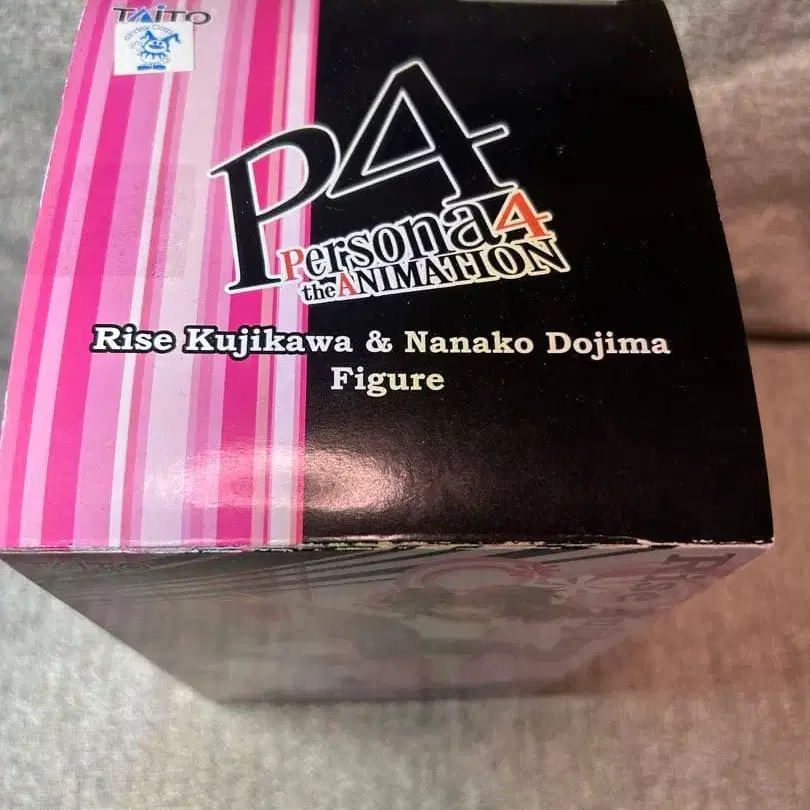 TAITO
P4
Persona4
the ANIMATION
Rise Kujikawa & Nanako Dojima
Figure